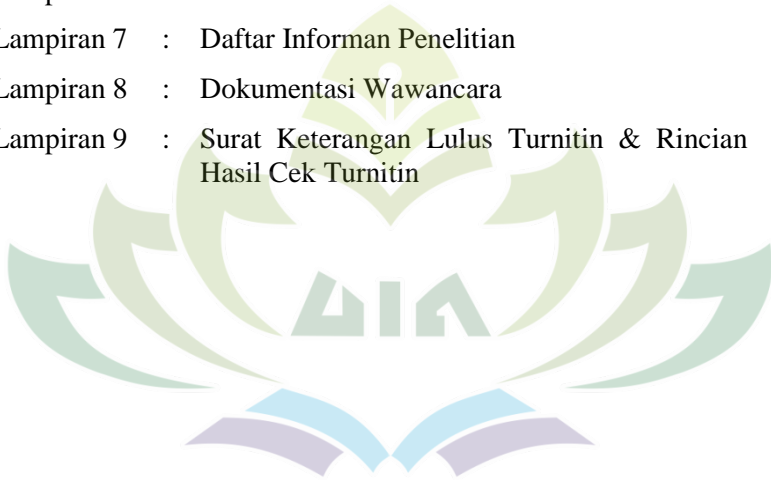 Lampiran 7 : Daftar Informan Penelitian
Lampiran 8 : Dokumentasi Wawancara
Lampiran 9 : Surat Keterangan Lulus Turnitin & Rincian
Hasil Cek Turnitin
UIN